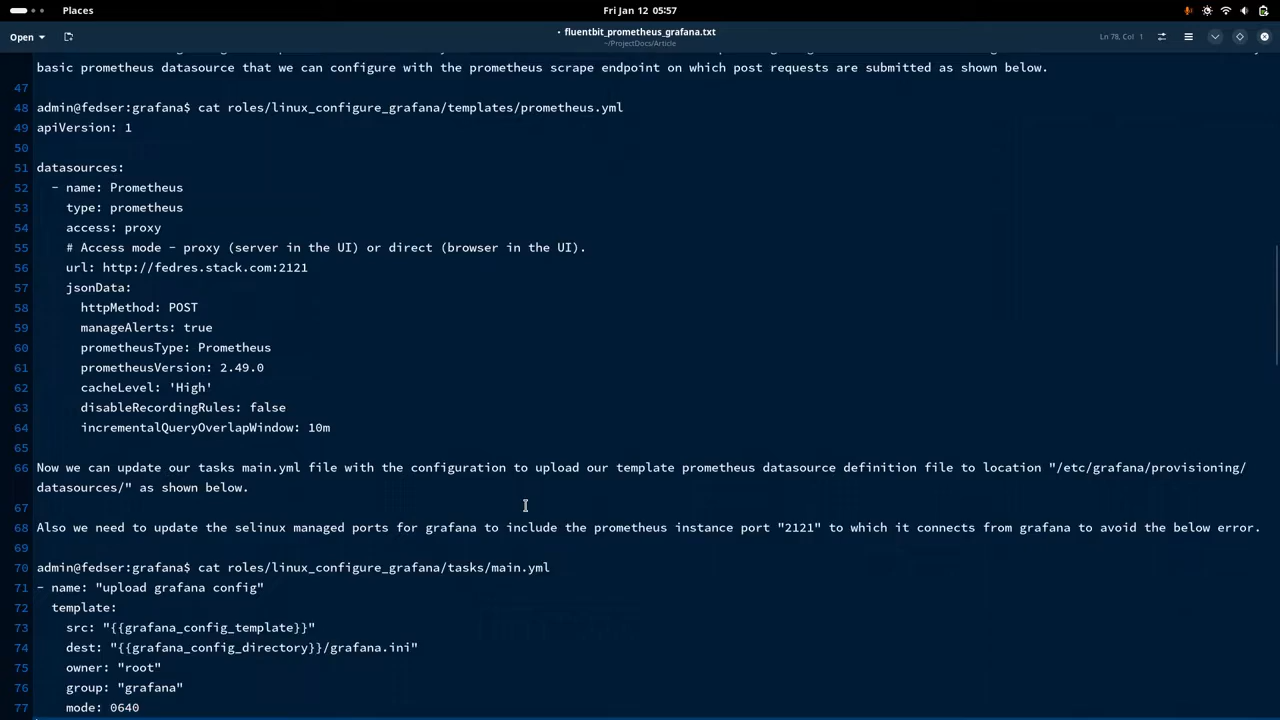 Places
Fri Jan 12 05:57
Open
• fluentbit_prometheus_grafana.txt
~/ProjectDocs/Article
Ln 78, Col 1
basic prometheus datasource that we can configure with the prometheus scrape endpoint on which post requests are submitted as shown below.
47
48 admin@fedser:grafana$ cat roles/linux_configure_grafana/templates/prometheus.yml
49 apiVersion: 1
50
51 datasources:
52 - name: Prometheus
53 type: prometheus
54 access: proxy
55 # Access mode - proxy (server in the UI) or direct (browser in the UI).
56 url: http://fedres.stack.com:2121
57 jsonData:
58 httpMethod: POST
59 manageAlerts: true
60 prometheusType: Prometheus
61 prometheusVersion: 2.49.0
62 cacheLevel: 'High'
63 disableRecordingRules: false
64 incrementalQueryOverlapWindow: 10m
65
66 Now we can update our tasks main.yml file with the configuration to upload our template prometheus datasource definition file to location "/etc/grafana/provisioning/
datasources/" as shown below.
67
68 Also we need to update the selinux managed ports for grafana to include the prometheus instance port "2121" to which it connects from grafana to avoid the below error.
69
70 admin@fedser:grafana$ cat roles/linux_configure_grafana/tasks/main.yml
71 - name: "upload grafana config"
72 template:
73 src: "{{grafana_config_template}}"
74 dest: "{{grafana_config_directory}}/grafana.ini"
75 owner: "root"
76 group: "grafana"
77 mode: 0640